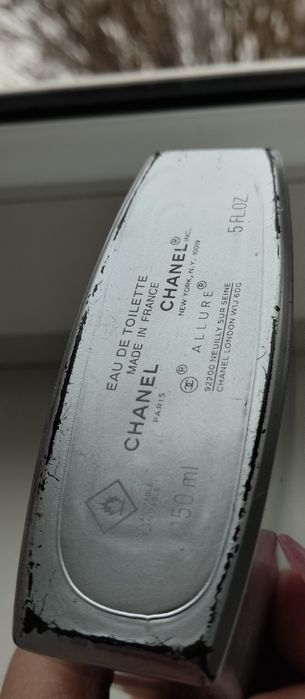 EAU DE TOILETTE
MADE IN FRANCE
CHANEL
PARIS
CHANEL® INC.
NEW YORK, N.Y. 10019
®
ALLURE®
92200 NEUILLY SUR SEINE
CHANEL LONDON W1S 6DG
150 ml
5 FL.OZ.